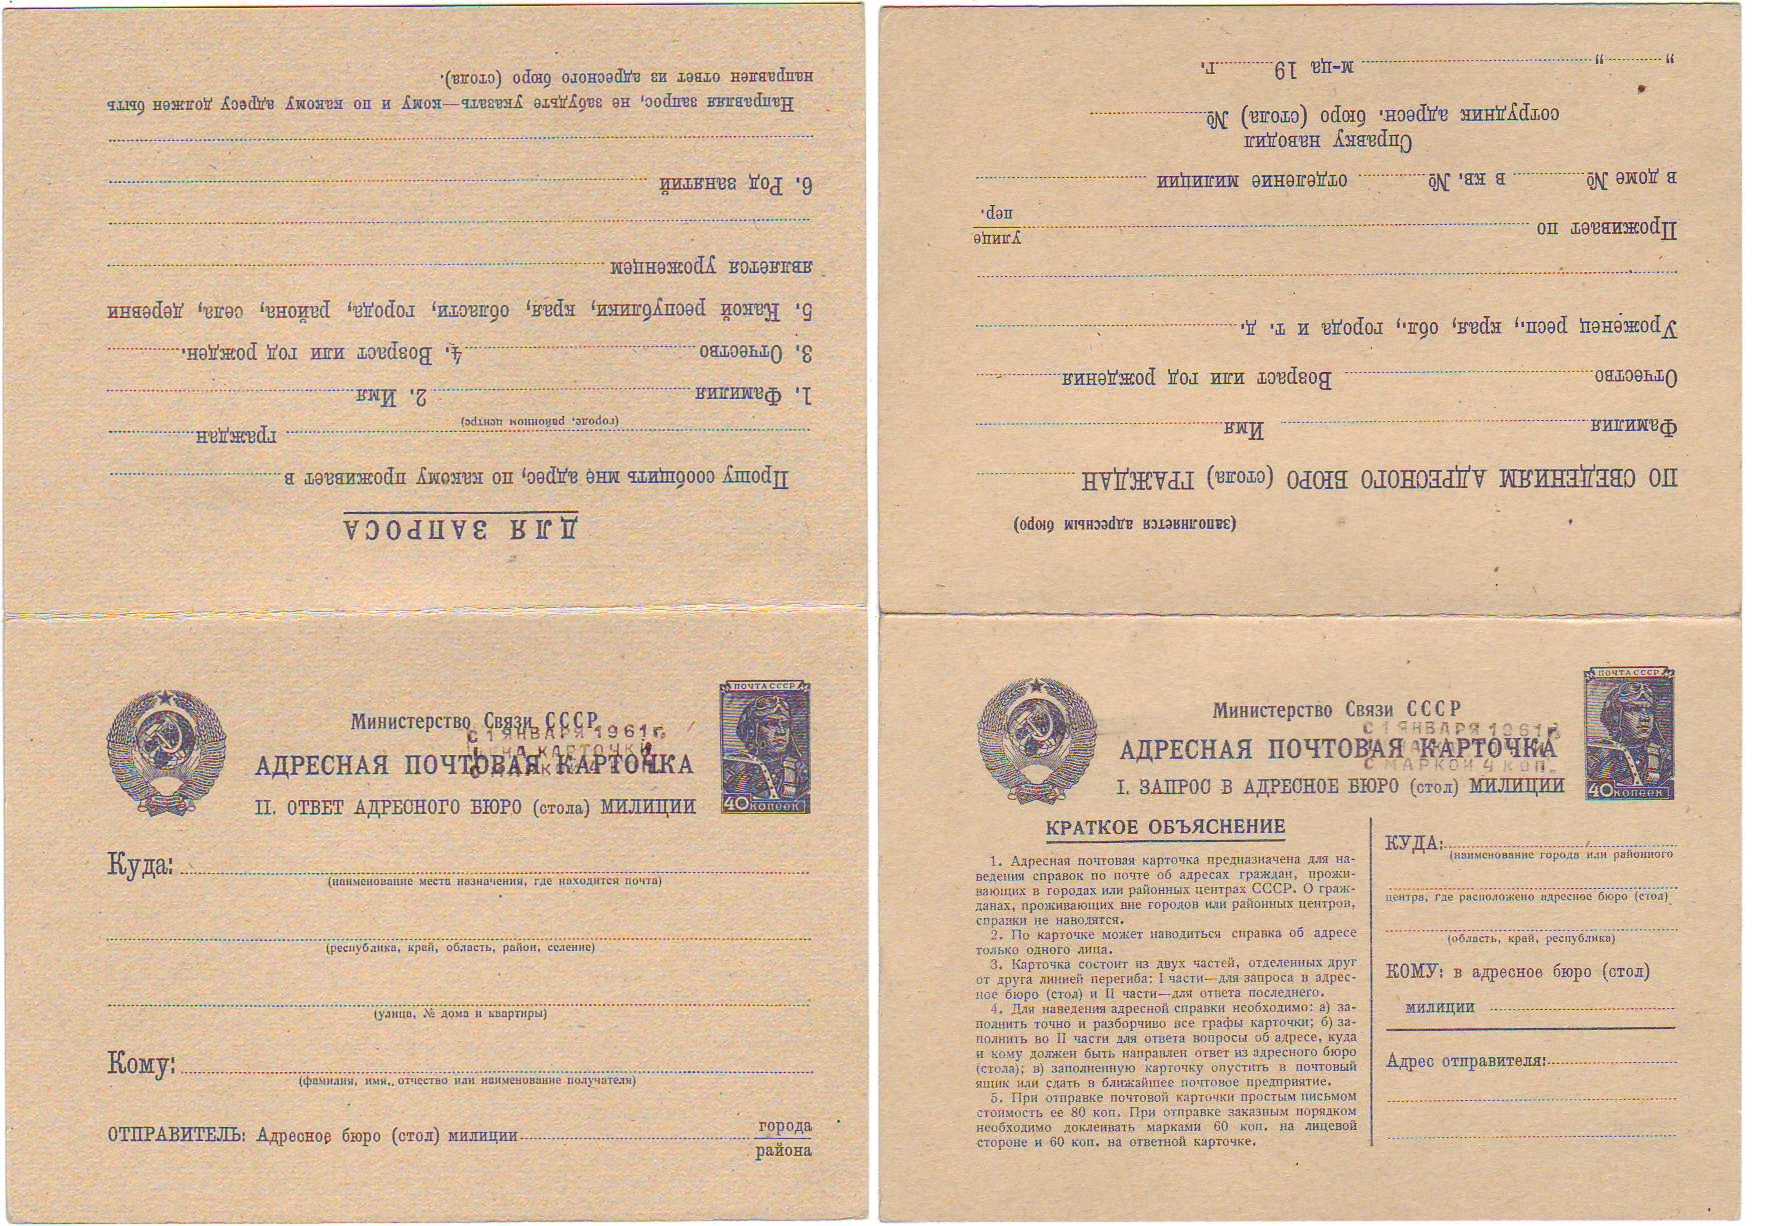 ДЛЯ ЗАПРОСА
Прошу сообщить мне адрес, по какому проживает в
граждан
(городе, районном центре)
1. Фамилия 2. Имя
3. Отчество 4. Возраст или год рожден.
5. Какой республики, края, области, города, района, села, деревни
является уроженцем
6. Род занятий
Направляя запрос, не забудьте указать—кому и по какому адресу должен быть
направлен ответ из адресного бюро (стола).
Министерство Связи СССР
С 1 ЯНВАРЯ 1961г.
ЦЕНА КАРТОЧКИ
АДРЕСНАЯ ПОЧТОВАЯ КАРТОЧКА
II. ОТВЕТ АДРЕСНОГО БЮРО (стола) МИЛИЦИИ
ПОЧТА СССР
40 КОПЕЕК
Куда:
(наименование места назначения, где находится почта)
(республика, край, область, район, селение)
(улица, № дома и квартиры)
Кому:
(фамилия, имя, отчество или наименование получателя)
ОТПРАВИТЕЛЬ: Адресное бюро (стол) милиции
города
района
(заполняется адресным бюро)
ПО СВЕДЕНИЯМ АДРЕСНОГО БЮРО (стола) ГРАЖДАН
Фамилия Имя
Отчество Возраст или год рождения
Уроженец респ., края, обл., города и т. д.
Проживает по
улице
пер.
в доме № в кв. № отделение милиции
Справку наводил
сотрудник адресн. бюро (стола) №
„ “ м-ца 19 г.
Министерство Связи СССР
С 1 ЯНВАРЯ 1961г.
АДРЕСНАЯ ПОЧТОВАЯ КАРТОЧКА
С МАРКОЙ 4 КОП.
I. ЗАПРОС В АДРЕСНОЕ БЮРО (стол) МИЛИЦИИ
ПОЧТА СССР
40 КОПЕЕК
КРАТКОЕ ОБЪЯСНЕНИЕ
1. Адресная почтовая карточка предназначена для на-
ведения справок по почте об адресах граждан, прожи-
вающих в городах или районных центрах СССР. О граж-
данах, проживающих вне городов или районных центров,
справки не наводятся.
2. По карточке может наводиться справка об адресе
только одного лица.
3. Карточка состоит из двух частей, отделенных друг
от друга линией перегиба: I части—для запроса в адрес-
ное бюро (стол) и II части—для ответа последнего.
4. Для наведения адресной справки необходимо: а) за-
полнить точно и разборчиво все графы карточки; б) за-
полнить во II части для ответа вопросы об адресе, куда
и кому должен быть направлен ответ из адресного бюро
(стола); в) заполненную карточку опустить в почтовый
ящик или сдать в ближайшее почтовое предприятие.
5. При отправке почтовой карточки простым письмом
стоимость ее 80 коп. При отправке заказным порядком
необходимо доклеивать марками 60 коп. на лицевой
стороне и 60 коп. на ответной карточке.
КУДА:
(наименование города или районного
центра, где расположено адресное бюро (стол)
(область, край, республика)
КОМУ: в адресное бюро (стол)
милиции
Адрес отправителя: